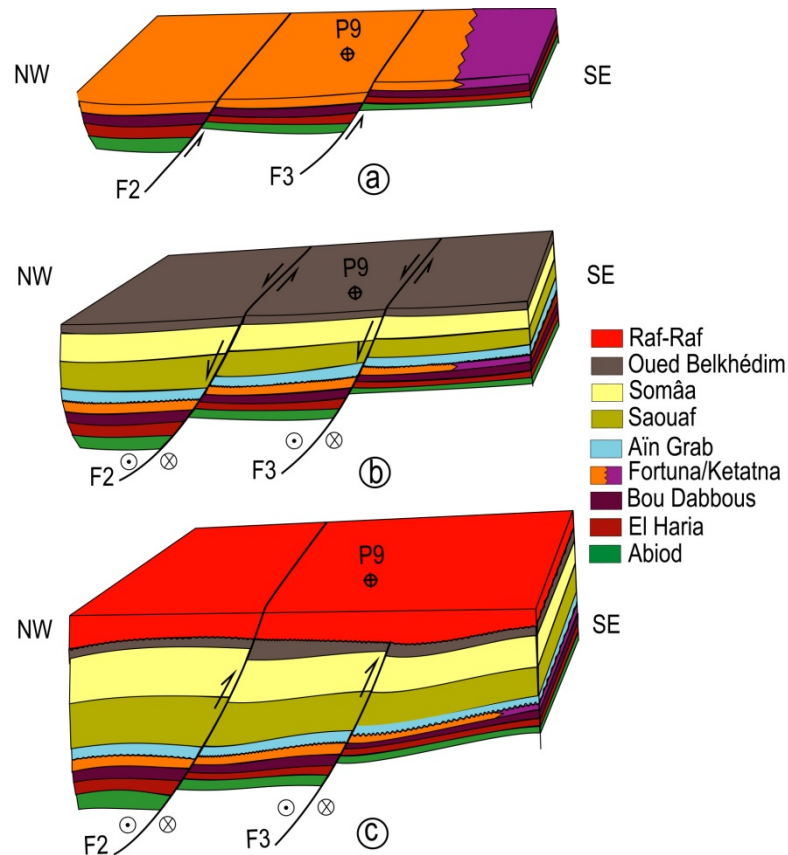 P9
NW
SE
F2
F3
a
P9
NW
SE
F2
F3
b
Raf-Raf
Oued Belkhédim
Somâa
Saouaf
Aïn Grab
Fortuna/Ketatna
Bou Dabbous
El Haria
Abiod
P9
NW
SE
F2
F3
c